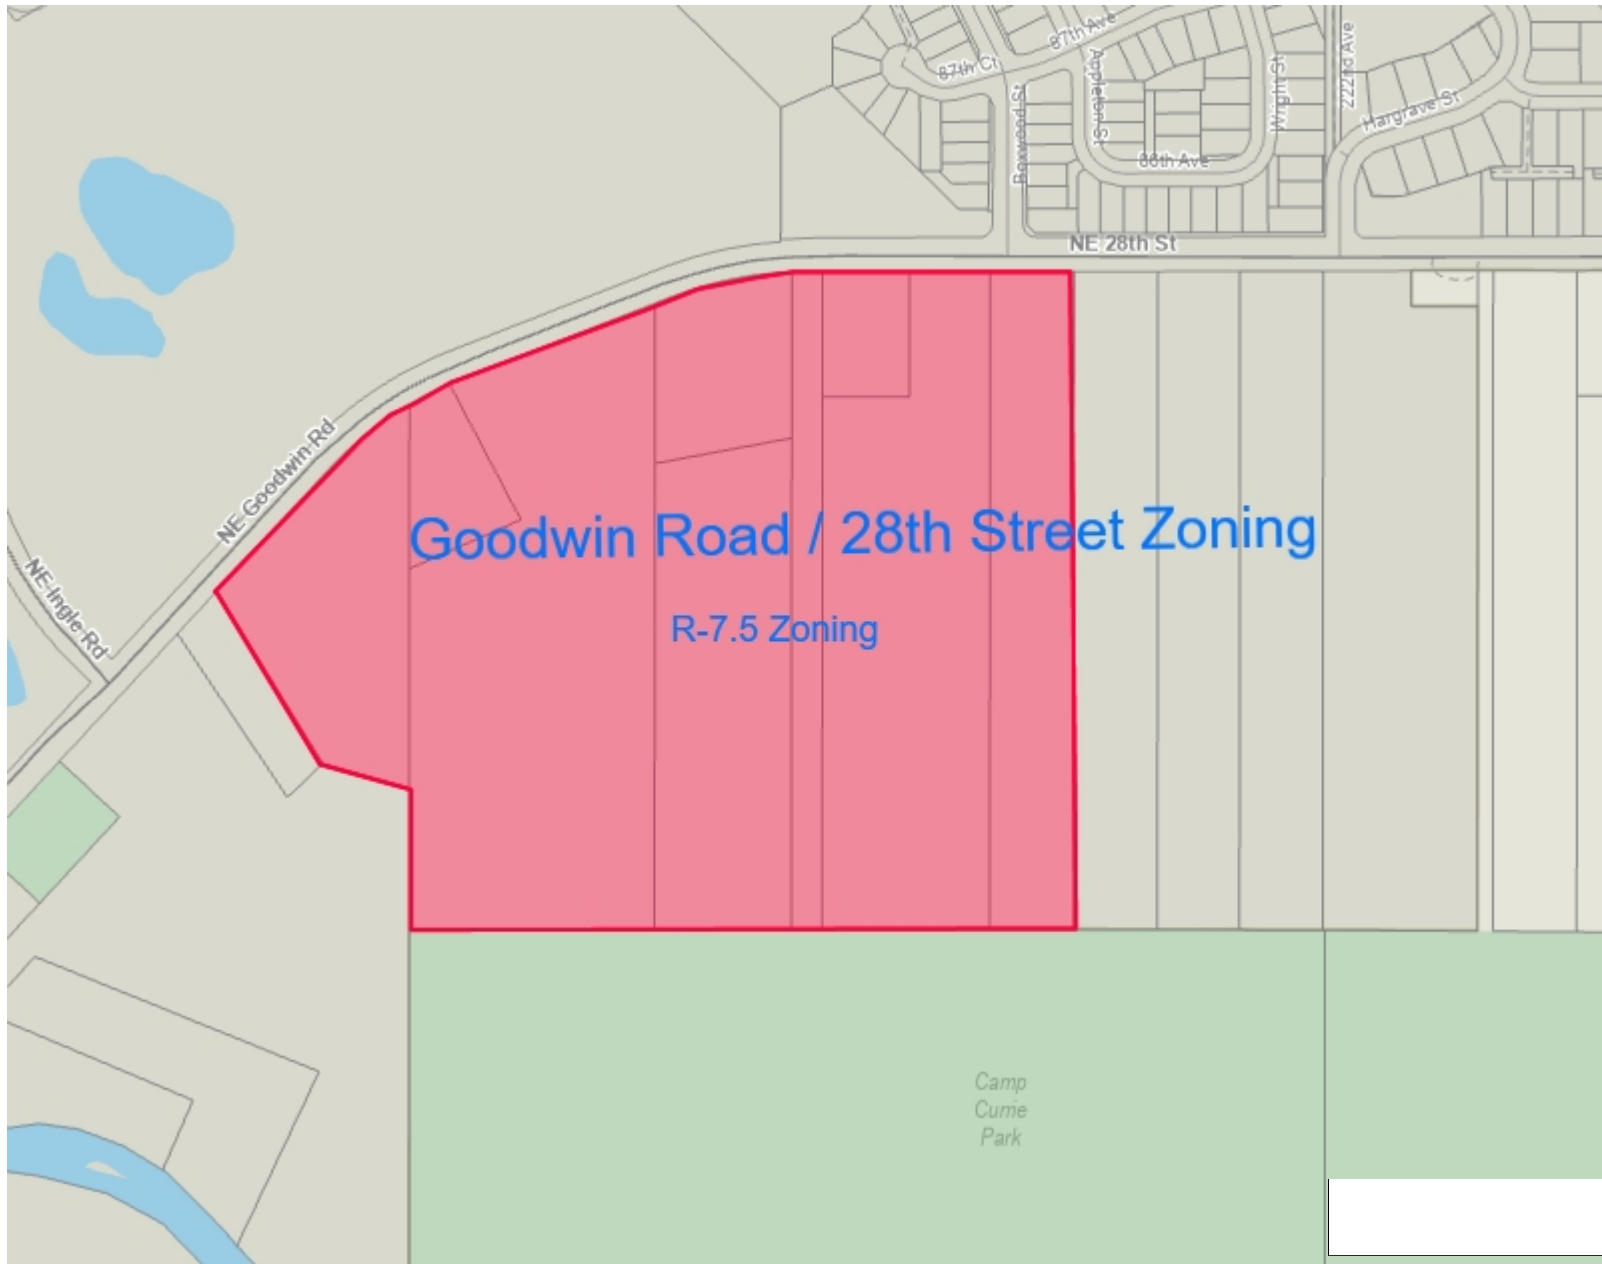 87th Ave
87th Ct
Appleton St
Boxwood St
Wright St
222nd Ave
Hargrave St
86th Ave
NE 28th St
NE Goodwin Rd
NE Ingle Rd
Goodwin Road / 28th Street Zoning
R-7.5 Zoning
Camp
Currie
Park